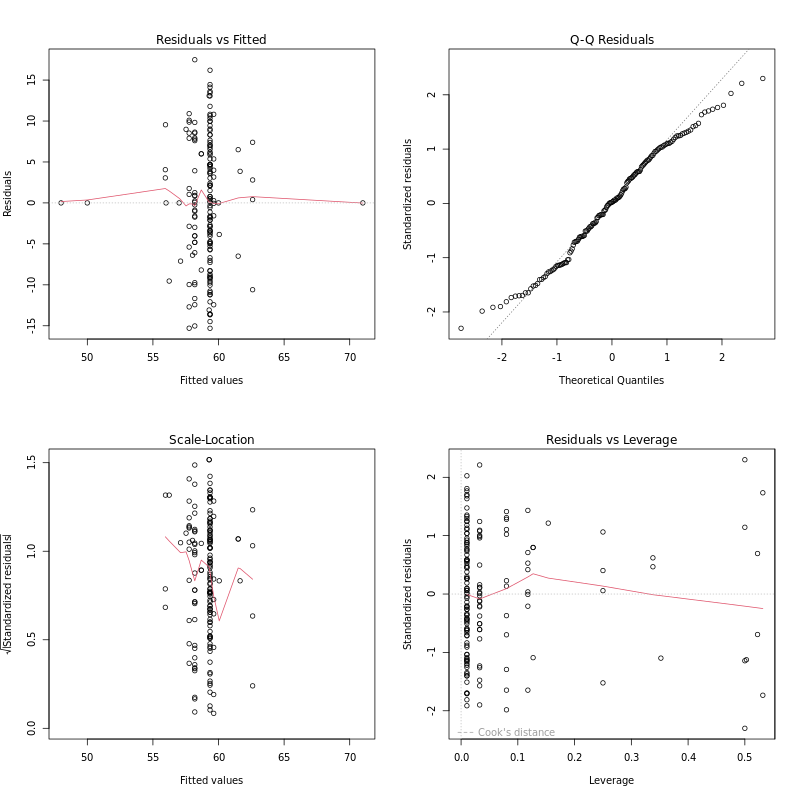 Residuals vs Fitted
Residuals
15
10
5
0
-5
-10
-15
50 55 60 65 70
Fitted values
Q-Q Residuals
Standardized residuals
2
1
0
-1
-2
-2 -1 0 1 2
Theoretical Quantiles
Scale-Location
√|Standardized residuals|
1.5
1.0
0.5
0.0
50 55 60 65 70
Fitted values
Residuals vs Leverage
Standardized residuals
2
1
0
-1
-2
Cook's distance
0.0 0.1 0.2 0.3 0.4 0.5
Leverage